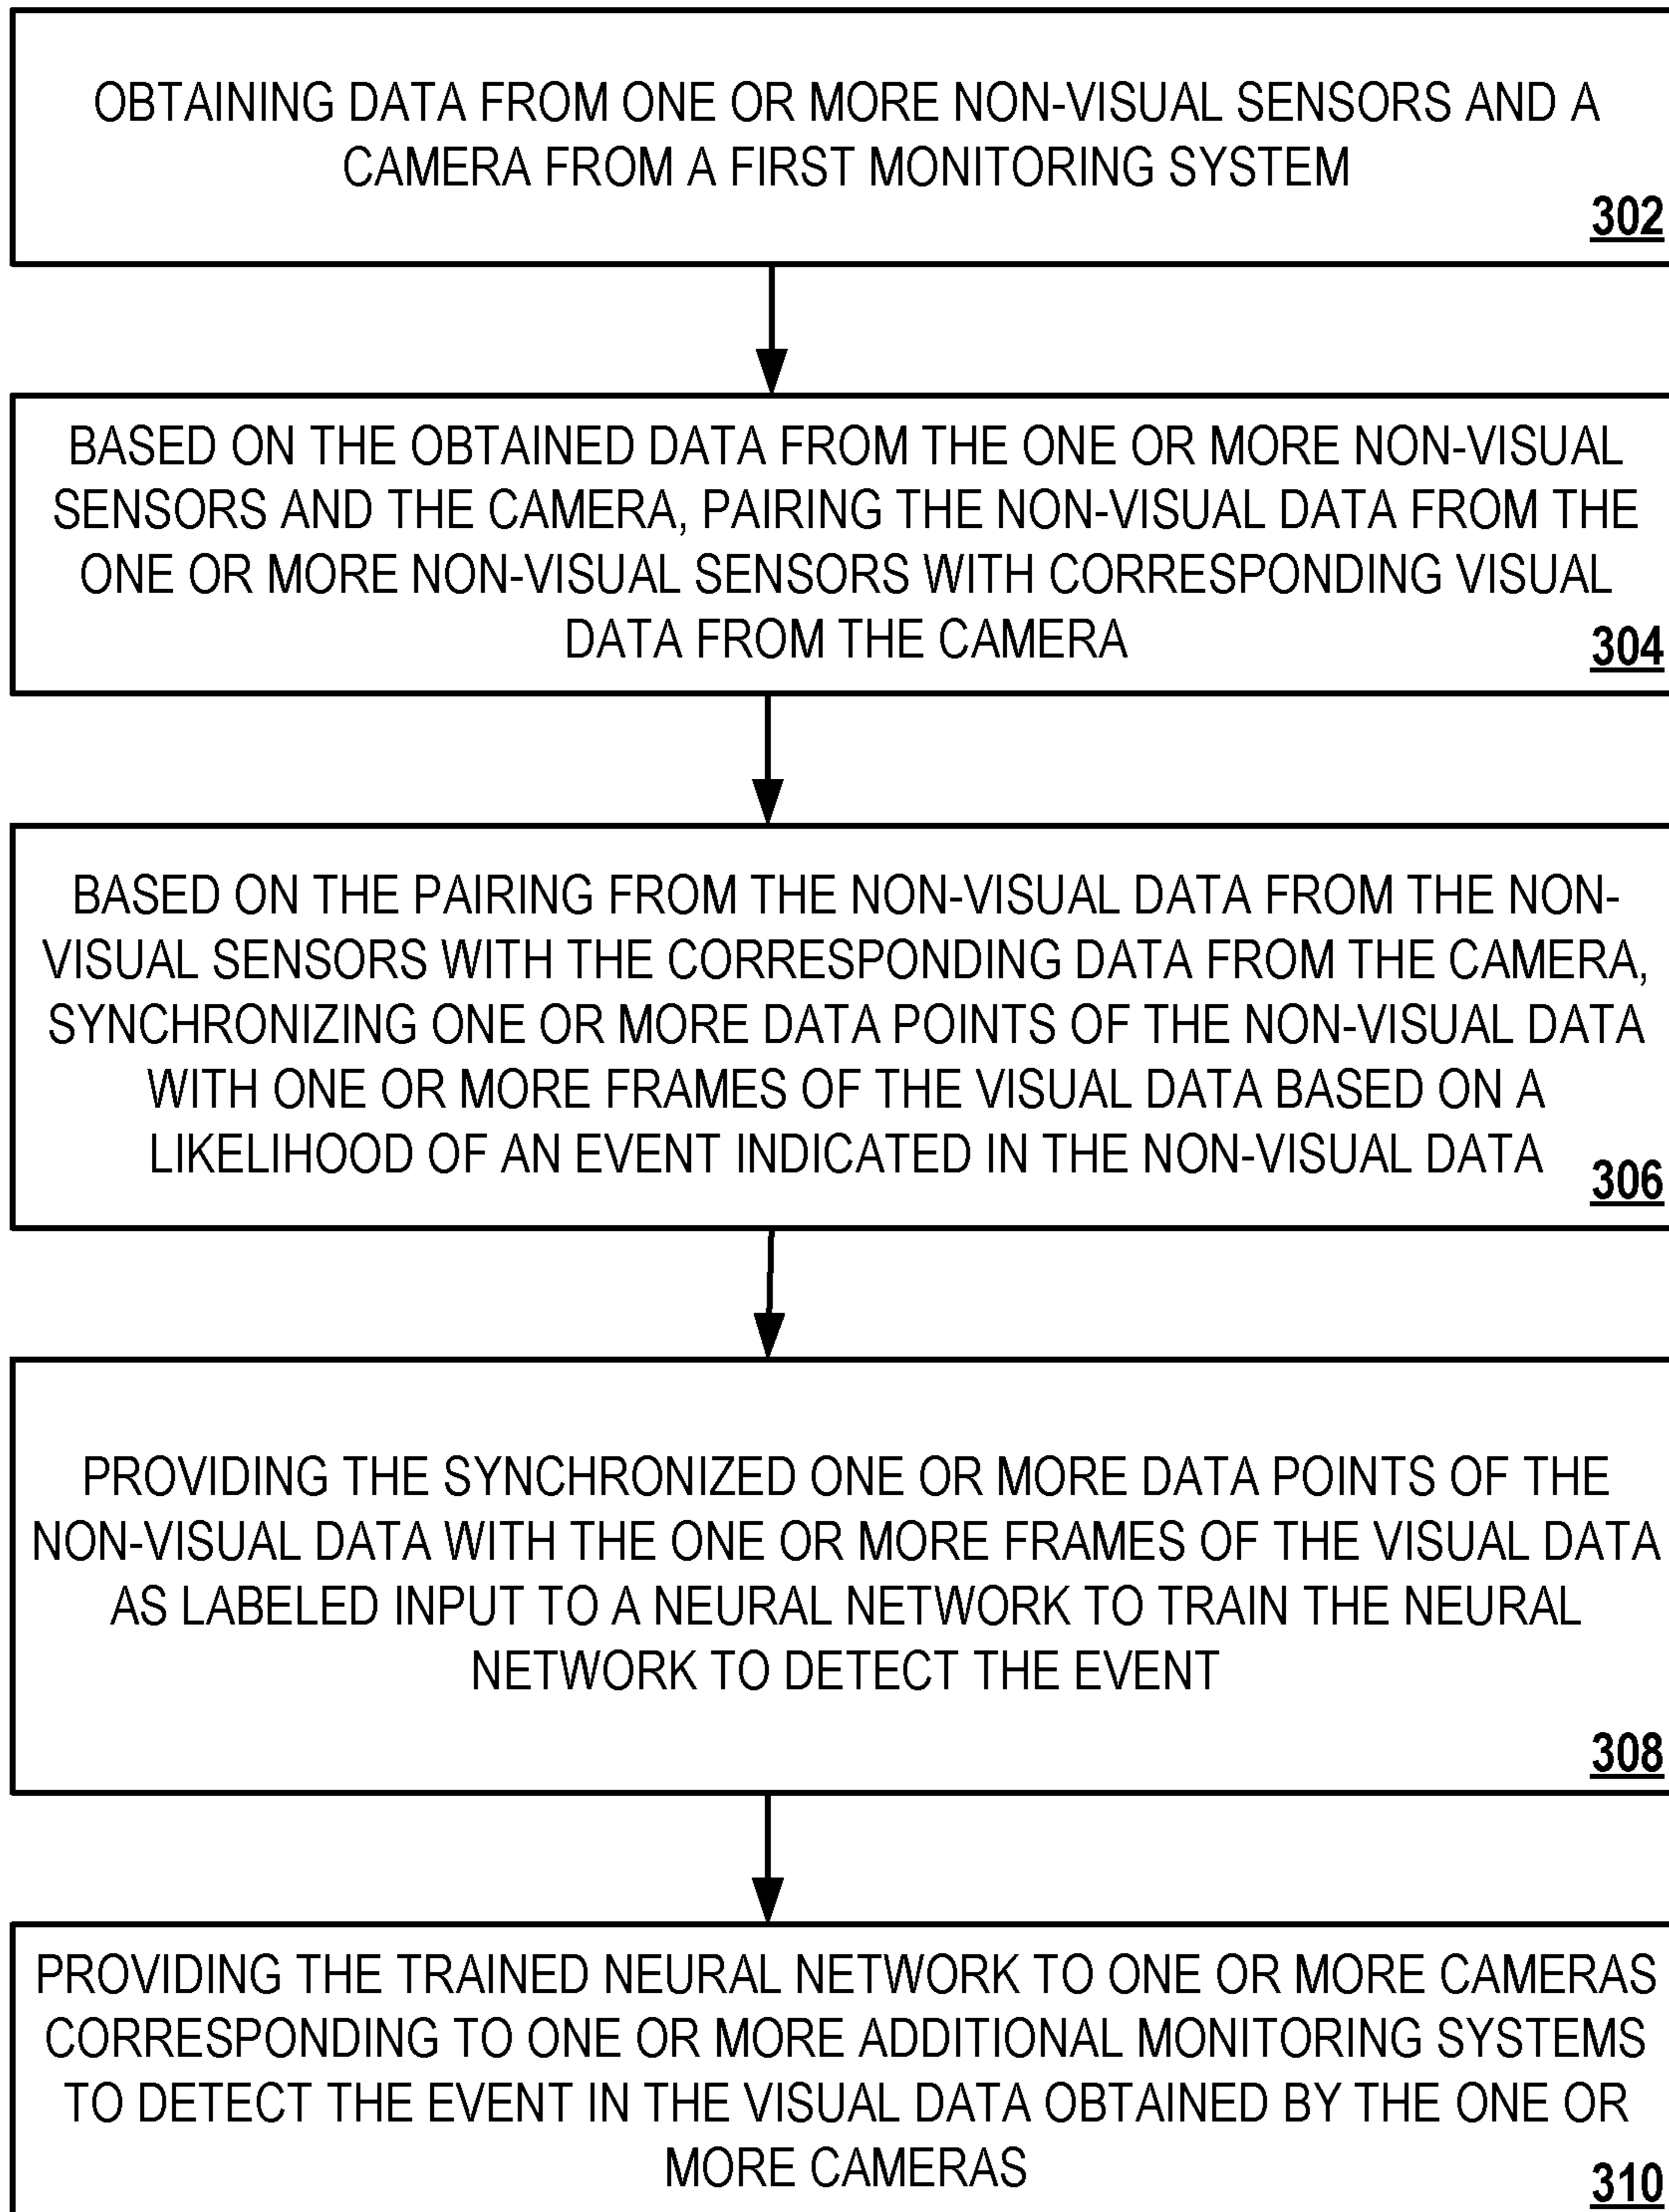 OBTAINING DATA FROM ONE OR MORE NON-VISUAL SENSORS AND A
CAMERA FROM A FIRST MONITORING SYSTEM
302
BASED ON THE OBTAINED DATA FROM THE ONE OR MORE NON-VISUAL
SENSORS AND THE CAMERA, PAIRING THE NON-VISUAL DATA FROM THE
ONE OR MORE NON-VISUAL SENSORS WITH CORRESPONDING VISUAL
DATA FROM THE CAMERA
304
BASED ON THE PAIRING FROM THE NON-VISUAL DATA FROM THE NON-
VISUAL SENSORS WITH THE CORRESPONDING DATA FROM THE CAMERA,
SYNCHRONIZING ONE OR MORE DATA POINTS OF THE NON-VISUAL DATA
WITH ONE OR MORE FRAMES OF THE VISUAL DATA BASED ON A
LIKELIHOOD OF AN EVENT INDICATED IN THE NON-VISUAL DATA
306
PROVIDING THE SYNCHRONIZED ONE OR MORE DATA POINTS OF THE
NON-VISUAL DATA WITH THE ONE OR MORE FRAMES OF THE VISUAL DATA
AS LABELED INPUT TO A NEURAL NETWORK TO TRAIN THE NEURAL
NETWORK TO DETECT THE EVENT
308
PROVIDING THE TRAINED NEURAL NETWORK TO ONE OR MORE CAMERAS
CORRESPONDING TO ONE OR MORE ADDITIONAL MONITORING SYSTEMS
TO DETECT THE EVENT IN THE VISUAL DATA OBTAINED BY THE ONE OR
MORE CAMERAS
310